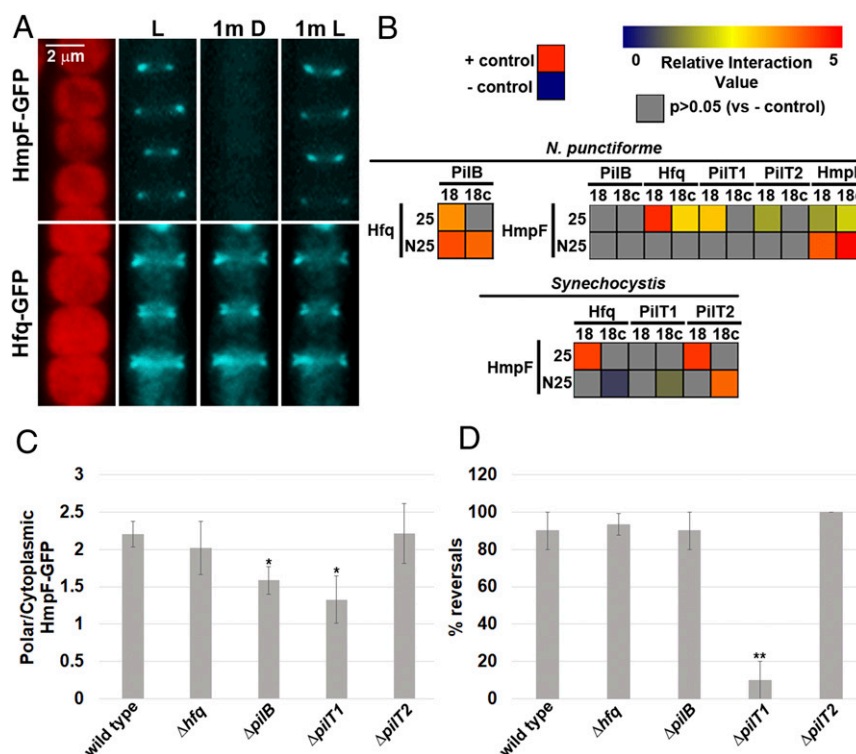 A
L
1m D
1m L
2 μm
HmpF-GFP
Hfq-GFP
B
+ control
- control
0
5
Relative Interaction
Value
p>0.05 (vs - control)
N. punctiforme
PilB
18 18c
Hfq
25
N25
PilB Hfq PilT1 PilT2 Hmp
18 18c 18 18c 18 18c 18 18c 18 18c
HmpF
25
N25
Synechocystis
Hfq PilT1 PilT2
18 18c 18 18c 18 18c
HmpF
25
N25
C
Polar/Cytoplasmic
HmpF-GFP
3
2.5
2
1.5
1
0.5
0
* *
wild type
Δhfq
ΔpilB
ΔpilT1
ΔpilT2
D
% reversals
120
100
80
60
40
20
0
**
wild type
Δhfq
ΔpilB
ΔpilT1
ΔpilT2